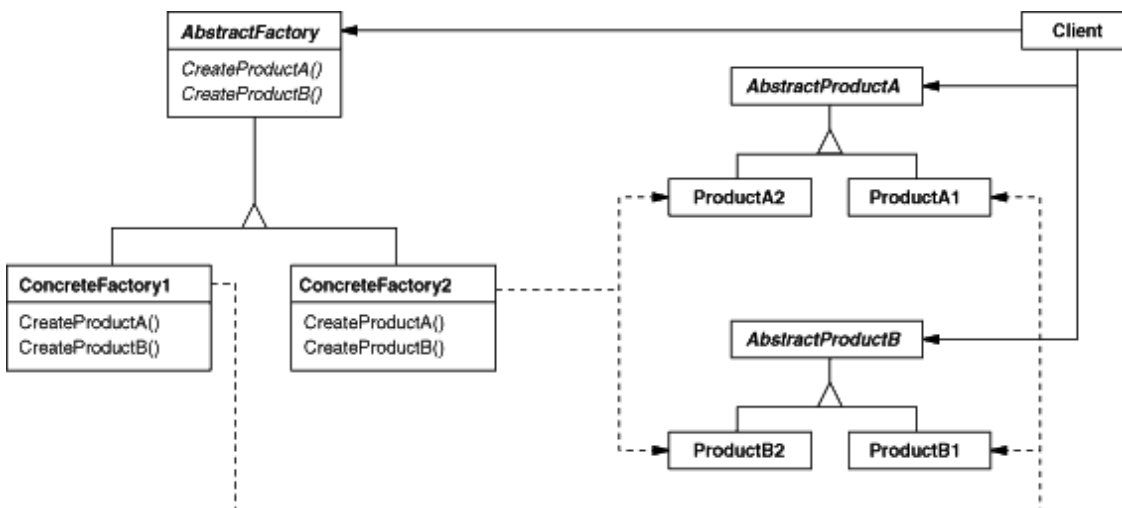 AbstractFactory
CreateProductA()
CreateProductB()
Client
AbstractProductA
ProductA2
ProductA1
ConcreteFactory1
CreateProductA()
CreateProductB()
ConcreteFactory2
CreateProductA()
CreateProductB()
AbstractProductB
ProductB2
ProductB1